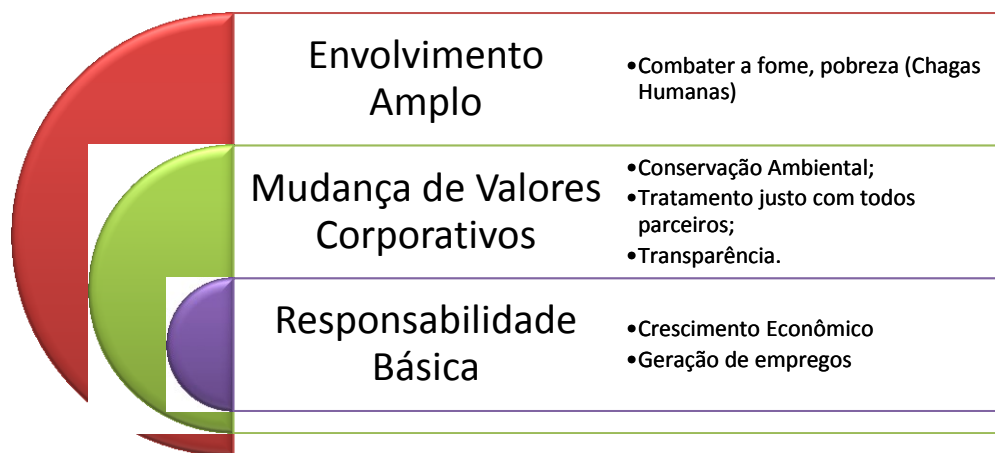 Envolvimento
Amplo
•Combater a fome, pobreza (Chagas
Humanas)
Mudança de Valores
Corporativos
•Conservação Ambiental;
•Tratamento justo com todos
parceiros;
•Transparência.
Responsabilidade
Básica
•Crescimento Econômico
•Geração de empregos